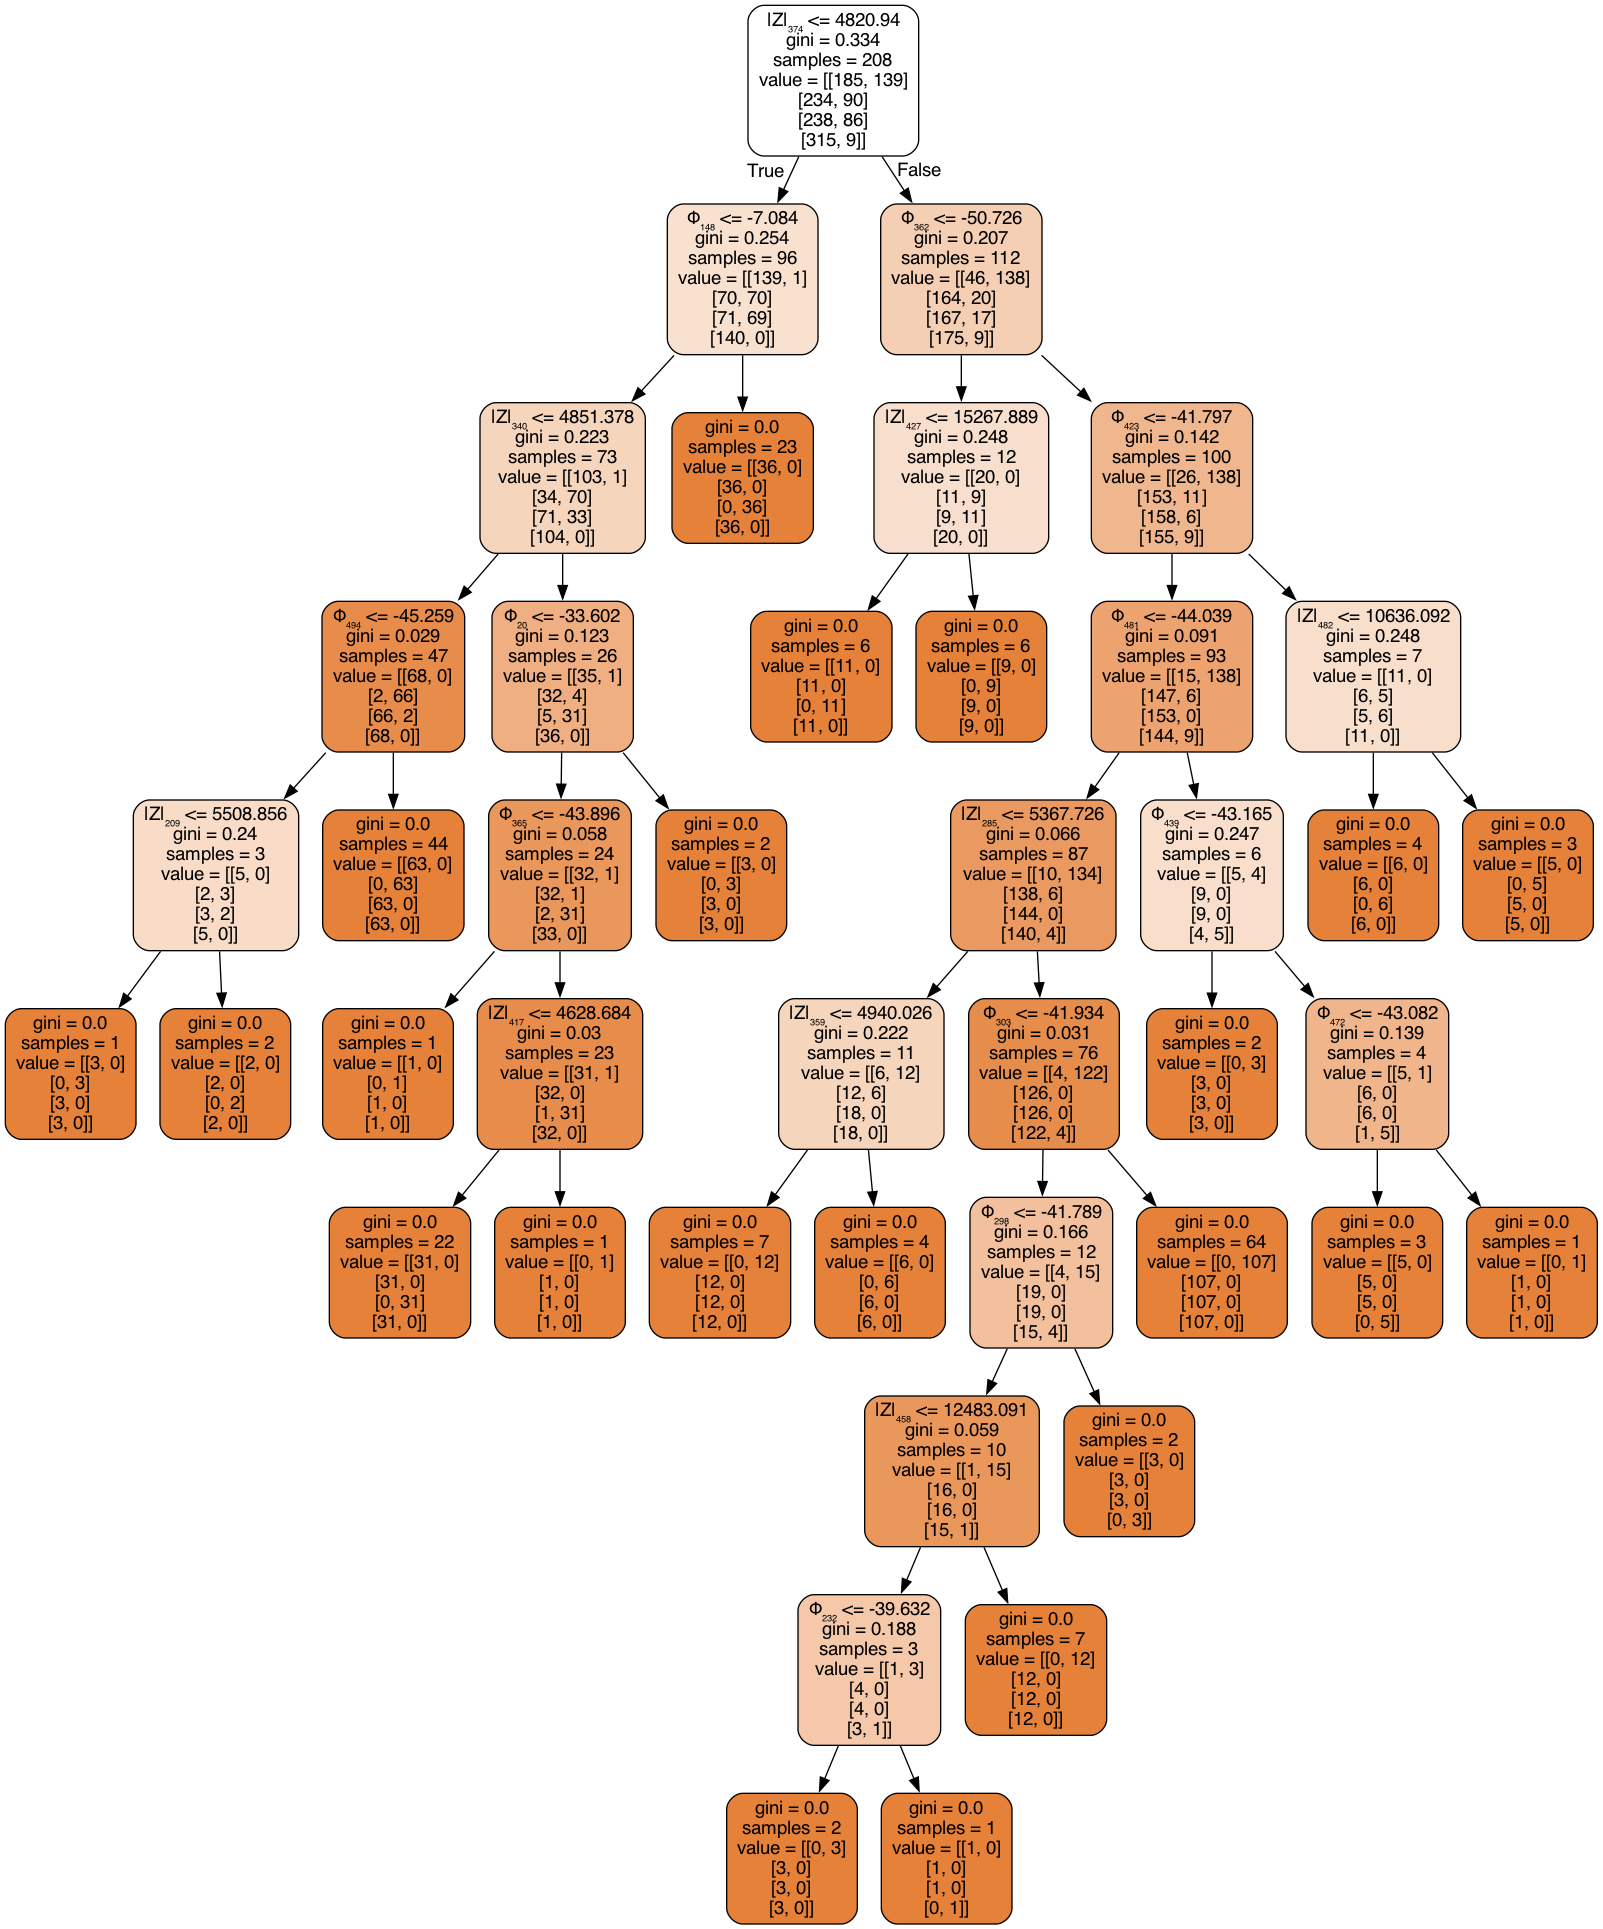 |Z|₃₇₄ <= 4820.94
gini = 0.334
samples = 208
value = [[185, 139]
[234, 90]
[238, 86]
[315, 9]]
True
False
Φ₁₄₈ <= -7.084
gini = 0.254
samples = 96
value = [[139, 1]
[70, 70]
[71, 69]
[140, 0]]
Φ₃₆₂ <= -50.726
gini = 0.207
samples = 112
value = [[46, 138]
[164, 20]
[167, 17]
[175, 9]]
|Z|₃₄₀ <= 4851.378
gini = 0.223
samples = 73
value = [[103, 1]
[34, 70]
[71, 33]
[104, 0]]
gini = 0.0
samples = 23
value = [[36, 0]
[36, 0]
[0, 36]
[36, 0]]
|Z|₄₂₇ <= 15267.889
gini = 0.248
samples = 12
value = [[20, 0]
[11, 9]
[9, 11]
[20, 0]]
Φ₄₂₃ <= -41.797
gini = 0.142
samples = 100
value = [[26, 138]
[153, 11]
[158, 6]
[155, 9]]
Φ₄₉₄ <= -45.259
gini = 0.029
samples = 47
value = [[68, 0]
[2, 66]
[66, 2]
[68, 0]]
Φ₂₀ <= -33.602
gini = 0.123
samples = 26
value = [[35, 1]
[32, 4]
[5, 31]
[36, 0]]
gini = 0.0
samples = 6
value = [[11, 0]
[11, 0]
[0, 11]
[11, 0]]
gini = 0.0
samples = 6
value = [[9, 0]
[0, 9]
[9, 0]
[9, 0]]
Φ₄₈₁ <= -44.039
gini = 0.091
samples = 93
value = [[15, 138]
[147, 6]
[153, 0]
[144, 9]]
|Z|₄₈₂ <= 10636.092
gini = 0.248
samples = 7
value = [[11, 0]
[6, 5]
[5, 6]
[11, 0]]
|Z|₂₀₉ <= 5508.856
gini = 0.24
samples = 3
value = [[5, 0]
[2, 3]
[3, 2]
[5, 0]]
gini = 0.0
samples = 44
value = [[63, 0]
[0, 63]
[63, 0]
[63, 0]]
Φ₃₆₅ <= -43.896
gini = 0.058
samples = 24
value = [[32, 1]
[32, 1]
[2, 31]
[33, 0]]
gini = 0.0
samples = 2
value = [[3, 0]
[0, 3]
[3, 0]
[3, 0]]
|Z|₂₈₅ <= 5367.726
gini = 0.066
samples = 87
value = [[10, 134]
[138, 6]
[144, 0]
[140, 4]]
Φ₄₃₉ <= -43.165
gini = 0.247
samples = 6
value = [[5, 4]
[9, 0]
[9, 0]
[4, 5]]
gini = 0.0
samples = 4
value = [[6, 0]
[6, 0]
[0, 6]
[6, 0]]
gini = 0.0
samples = 3
value = [[5, 0]
[0, 5]
[5, 0]
[5, 0]]
gini = 0.0
samples = 1
value = [[3, 0]
[0, 3]
[3, 0]
[3, 0]]
gini = 0.0
samples = 2
value = [[2, 0]
[2, 0]
[0, 2]
[2, 0]]
gini = 0.0
samples = 1
value = [[1, 0]
[0, 1]
[1, 0]
[1, 0]]
|Z|₄₁₇ <= 4628.684
gini = 0.03
samples = 23
value = [[31, 1]
[32, 0]
[1, 31]
[32, 0]]
|Z|₃₅₉ <= 4940.026
gini = 0.222
samples = 11
value = [[6, 12]
[12, 6]
[18, 0]
[18, 0]]
Φ₃₀₃ <= -41.934
gini = 0.031
samples = 76
value = [[4, 122]
[126, 0]
[126, 0]
[122, 4]]
gini = 0.0
samples = 2
value = [[0, 3]
[3, 0]
[3, 0]
[3, 0]]
Φ₄₇₂ <= -43.082
gini = 0.139
samples = 4
value = [[5, 1]
[6, 0]
[6, 0]
[1, 5]]
gini = 0.0
samples = 22
value = [[31, 0]
[31, 0]
[0, 31]
[31, 0]]
gini = 0.0
samples = 1
value = [[0, 1]
[1, 0]
[1, 0]
[1, 0]]
gini = 0.0
samples = 7
value = [[0, 12]
[12, 0]
[12, 0]
[12, 0]]
gini = 0.0
samples = 4
value = [[6, 0]
[0, 6]
[6, 0]
[6, 0]]
Φ₂₉₈ <= -41.789
gini = 0.166
samples = 12
value = [[4, 15]
[19, 0]
[19, 0]
[15, 4]]
gini = 0.0
samples = 64
value = [[0, 107]
[107, 0]
[107, 0]
[107, 0]]
gini = 0.0
samples = 3
value = [[5, 0]
[5, 0]
[5, 0]
[0, 5]]
gini = 0.0
samples = 1
value = [[0, 1]
[1, 0]
[1, 0]
[1, 0]]
|Z|₄₅₈ <= 12483.091
gini = 0.059
samples = 10
value = [[1, 15]
[16, 0]
[16, 0]
[15, 1]]
gini = 0.0
samples = 2
value = [[3, 0]
[3, 0]
[3, 0]
[0, 3]]
Φ₂₃₂ <= -39.632
gini = 0.188
samples = 3
value = [[1, 3]
[4, 0]
[4, 0]
[3, 1]]
gini = 0.0
samples = 7
value = [[0, 12]
[12, 0]
[12, 0]
[12, 0]]
gini = 0.0
samples = 2
value = [[0, 3]
[3, 0]
[3, 0]
[3, 0]]
gini = 0.0
samples = 1
value = [[1, 0]
[1, 0]
[1, 0]
[0, 1]]